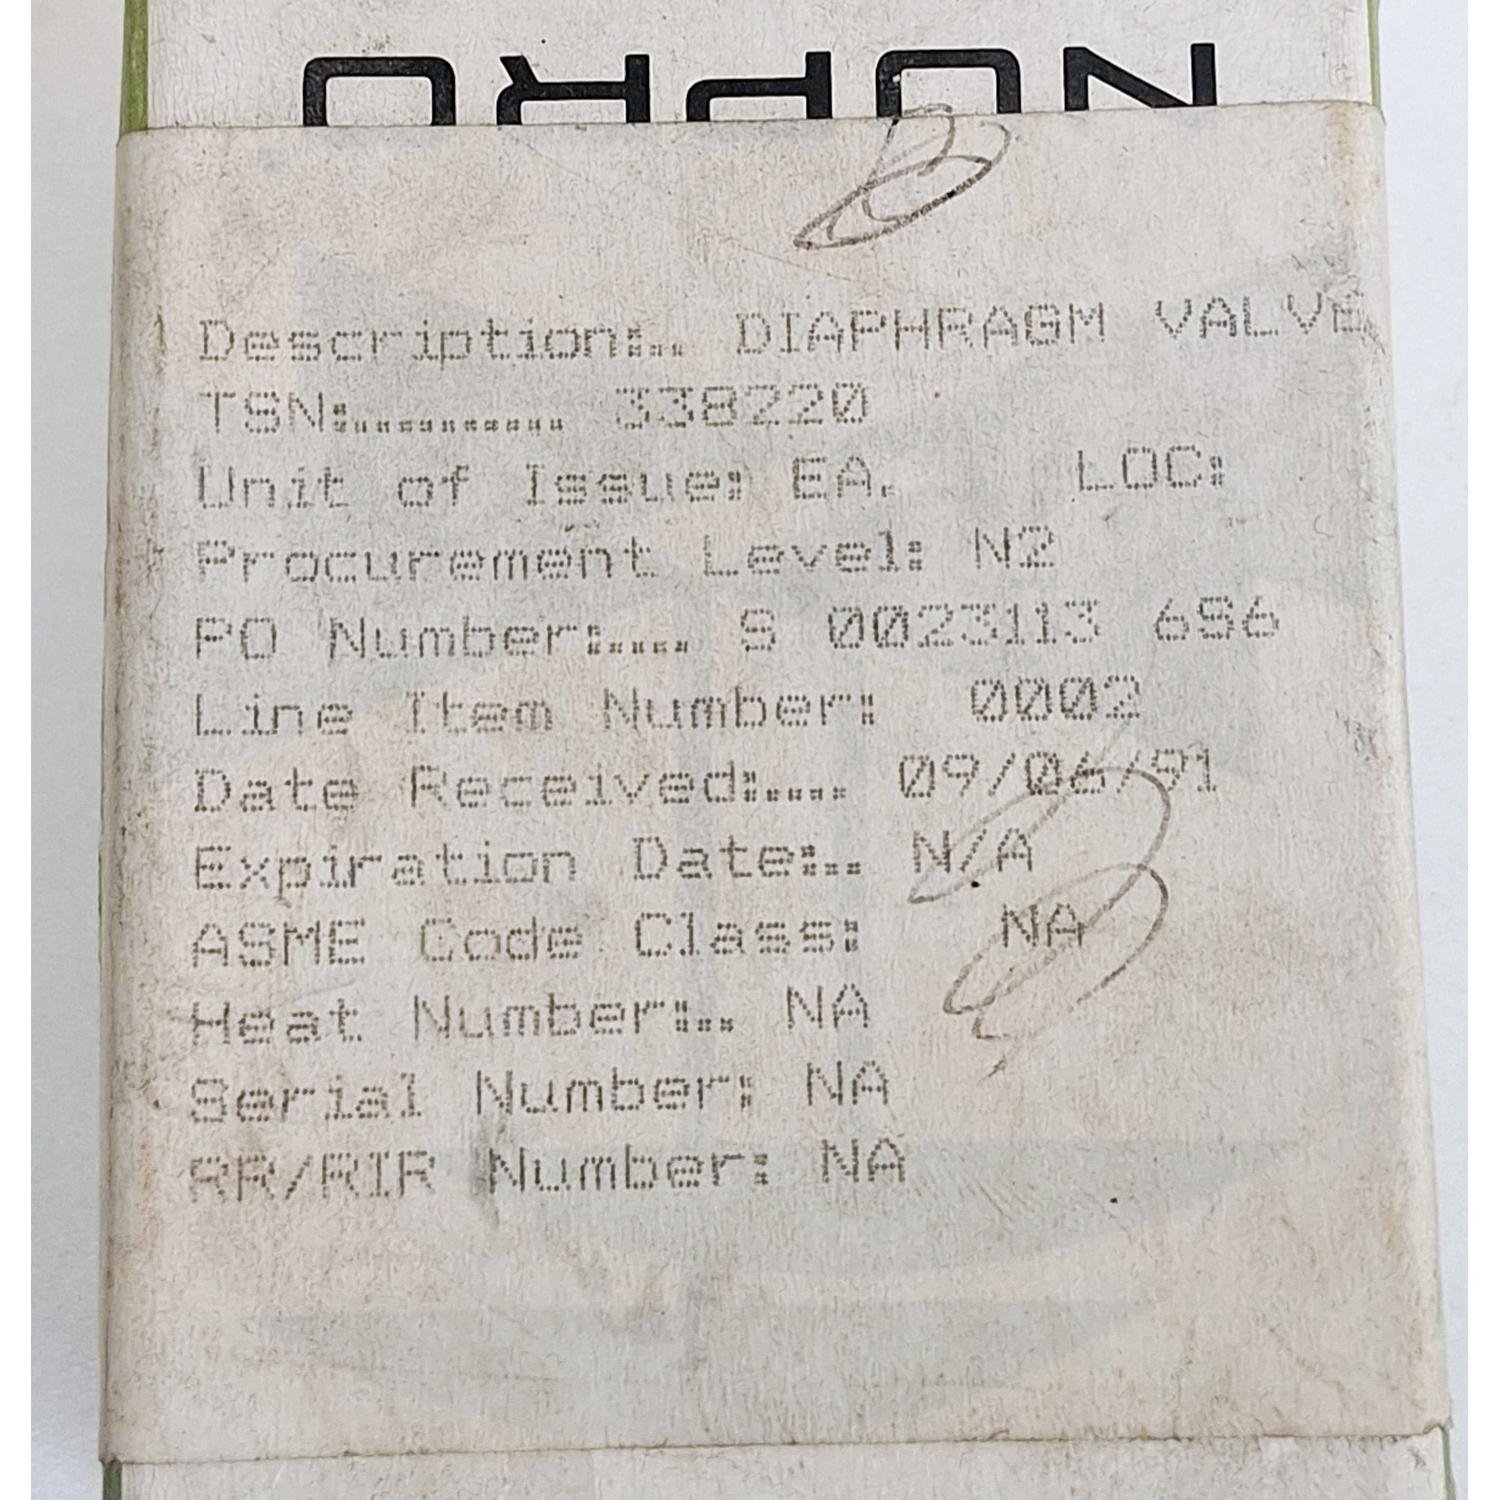 NUPRO
Description:.. DIAPHRAGM VALVE
TSN:........... 338220
Unit of Issue: EA. LOC:
Procurement Level: N2
PO Number:.... S 0023113 6S6
Line Item Number: 0002
Date Received:.... 09/06/91
Expiration Date:.. N/A
ASME Code Class: NA
Heat Number:.. NA
Serial Number: NA
RR/RIR Number: NA